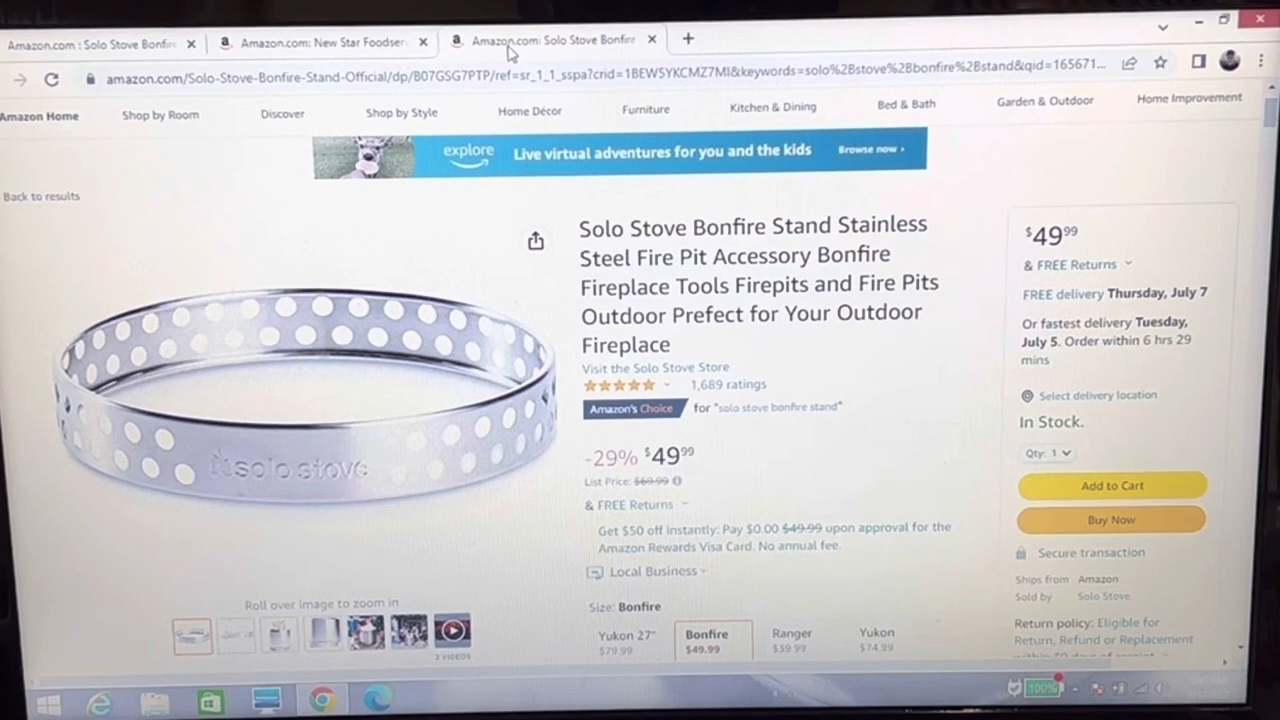 Amazon.com : Solo Stove Bonfire
Amazon.com: New Star Foodser
Amazon.com: Solo Stove Bonfire
amazon.com/Solo-Stove-Bonfire-Stand-Official/dp/B07GSG7PTP/ref=sr_1_1_sspa?crid=1BEW5YKCMZ7MI&keywords=solo%2Bstove%2Bbonfire%2Bstand&qid=165671...
Amazon Home Shop by Room Discover Shop by Style Home Décor Furniture Kitchen & Dining Bed & Bath Garden & Outdoor Home Improvement
explore Live virtual adventures for you and the kids Browse now
Back to results
Solo Stove Bonfire Stand Stainless
Steel Fire Pit Accessory Bonfire
Fireplace Tools Firepits and Fire Pits
Outdoor Prefect for Your Outdoor
Fireplace
Visit the Solo Stove Store
1,689 ratings
Amazon's Choice for "solo stove bonfire stand"
-29% $49 99
List Price: $69.99
& FREE Returns
Get $50 off instantly: Pay $0.00 $49.99 upon approval for the
Amazon Rewards Visa Card. No annual fee.
Local Business
Size: Bonfire
Yukon 27" Bonfire Ranger Yukon
$79.99 $49.99 $39.99 $74.99
solo stove
Roll over image to zoom in
3 VIDEOS
$49 99
& FREE Returns
FREE delivery Thursday, July 7
Or fastest delivery Tuesday,
July 5. Order within 6 hrs 29
mins
Select delivery location
In Stock.
Qty: 1
Add to Cart
Buy Now
Secure transaction
Ships from Amazon
Sold by Solo Stove
Return policy: Eligible for
Return, Refund or Replacement
100%